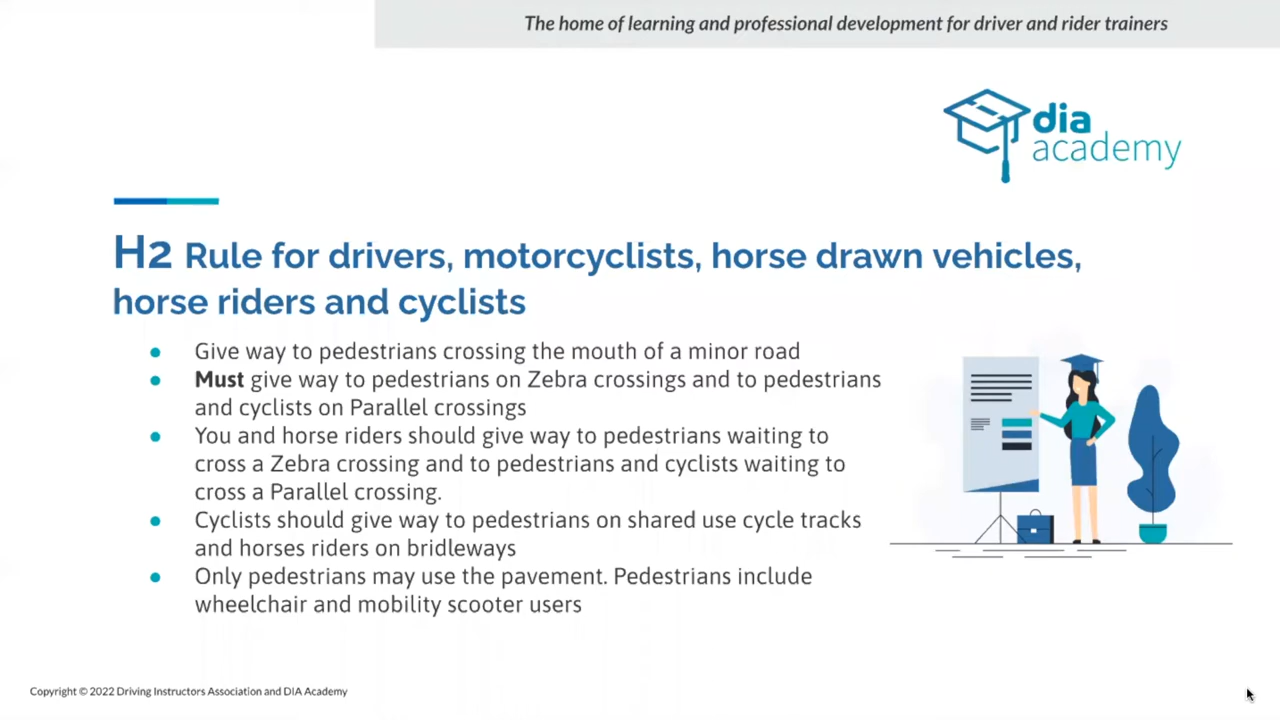 The home of learning and professional development for driver and rider trainers
dia
academy
H2 Rule for drivers, motorcyclists, horse drawn vehicles,
horse riders and cyclists
● Give way to pedestrians crossing the mouth of a minor road
● Must give way to pedestrians on Zebra crossings and to pedestrians
and cyclists on Parallel crossings
● You and horse riders should give way to pedestrians waiting to
cross a Zebra crossing and to pedestrians and cyclists waiting to
cross a Parallel crossing.
● Cyclists should give way to pedestrians on shared use cycle tracks
and horses riders on bridleways
● Only pedestrians may use the pavement. Pedestrians include
wheelchair and mobility scooter users
Copyright © 2022 Driving Instructors Association and DIA Academy